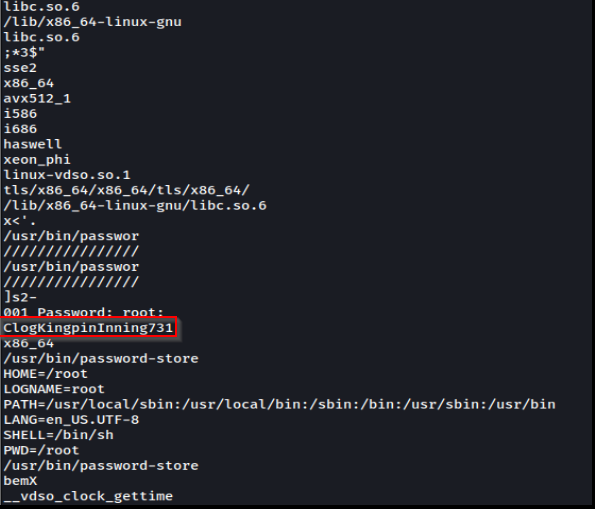 libc.so.6
/lib/x86_64-linux-gnu
libc.so.6
;*3$"
sse2
x86_64
avx512_1
i586
i686
haswell
xeon_phi
linux-vdso.so.1
tls/x86_64/x86_64/tls/x86_64/
/lib/x86_64-linux-gnu/libc.so.6
x<'.
/usr/bin/passwor
////////////////
/usr/bin/passwor
////////////////
]s2-
001 Password: root:
ClogKingpinInning731
x86_64
/usr/bin/password-store
HOME=/root
LOGNAME=root
PATH=/usr/local/sbin:/usr/local/bin:/sbin:/bin:/usr/sbin:/usr/bin
LANG=en_US.UTF-8
SHELL=/bin/sh
PWD=/root
/usr/bin/password-store
bemX
__vdso_clock_gettime